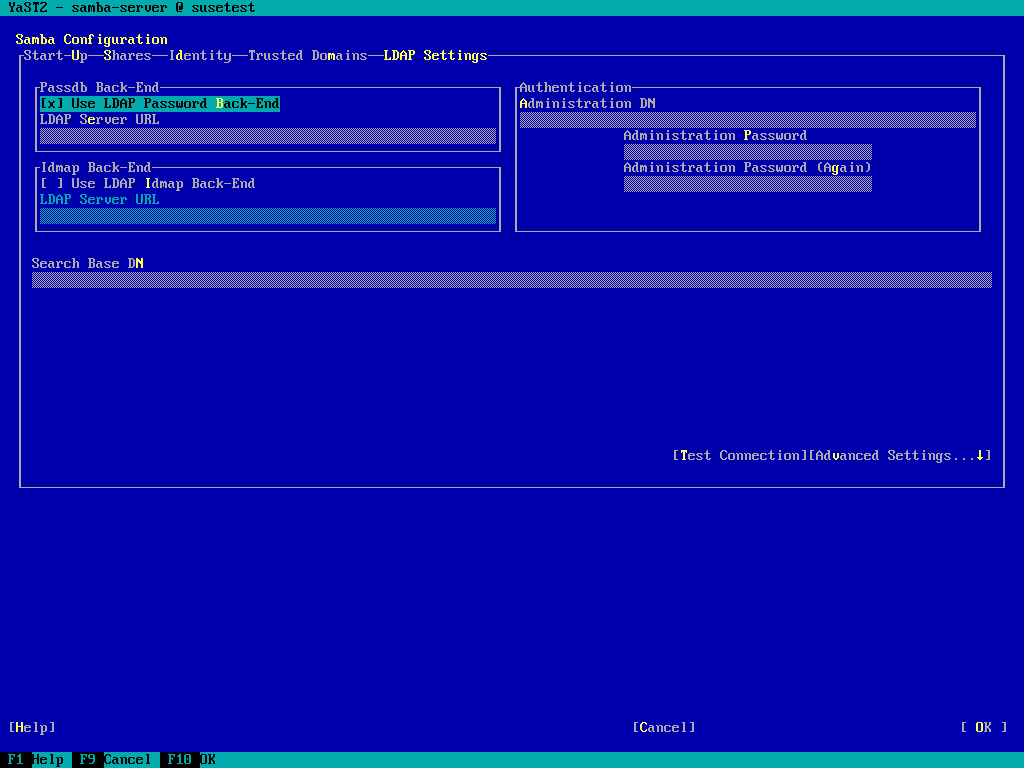 YaST2 - samba-server @ susetest
Samba Configuration
Start-Up Shares Identity Trusted Domains LDAP Settings
Passdb Back-End
[x] Use LDAP Password Back-End
LDAP Server URL
Idmap Back-End
[ ] Use LDAP Idmap Back-End
LDAP Server URL
Authentication
Administration DN
Administration Password
Administration Password (Again)
Search Base DN
[Test Connection][Advanced Settings...↓]
[Help] [Cancel] [ OK ]
F1 Help F9 Cancel F10 OK